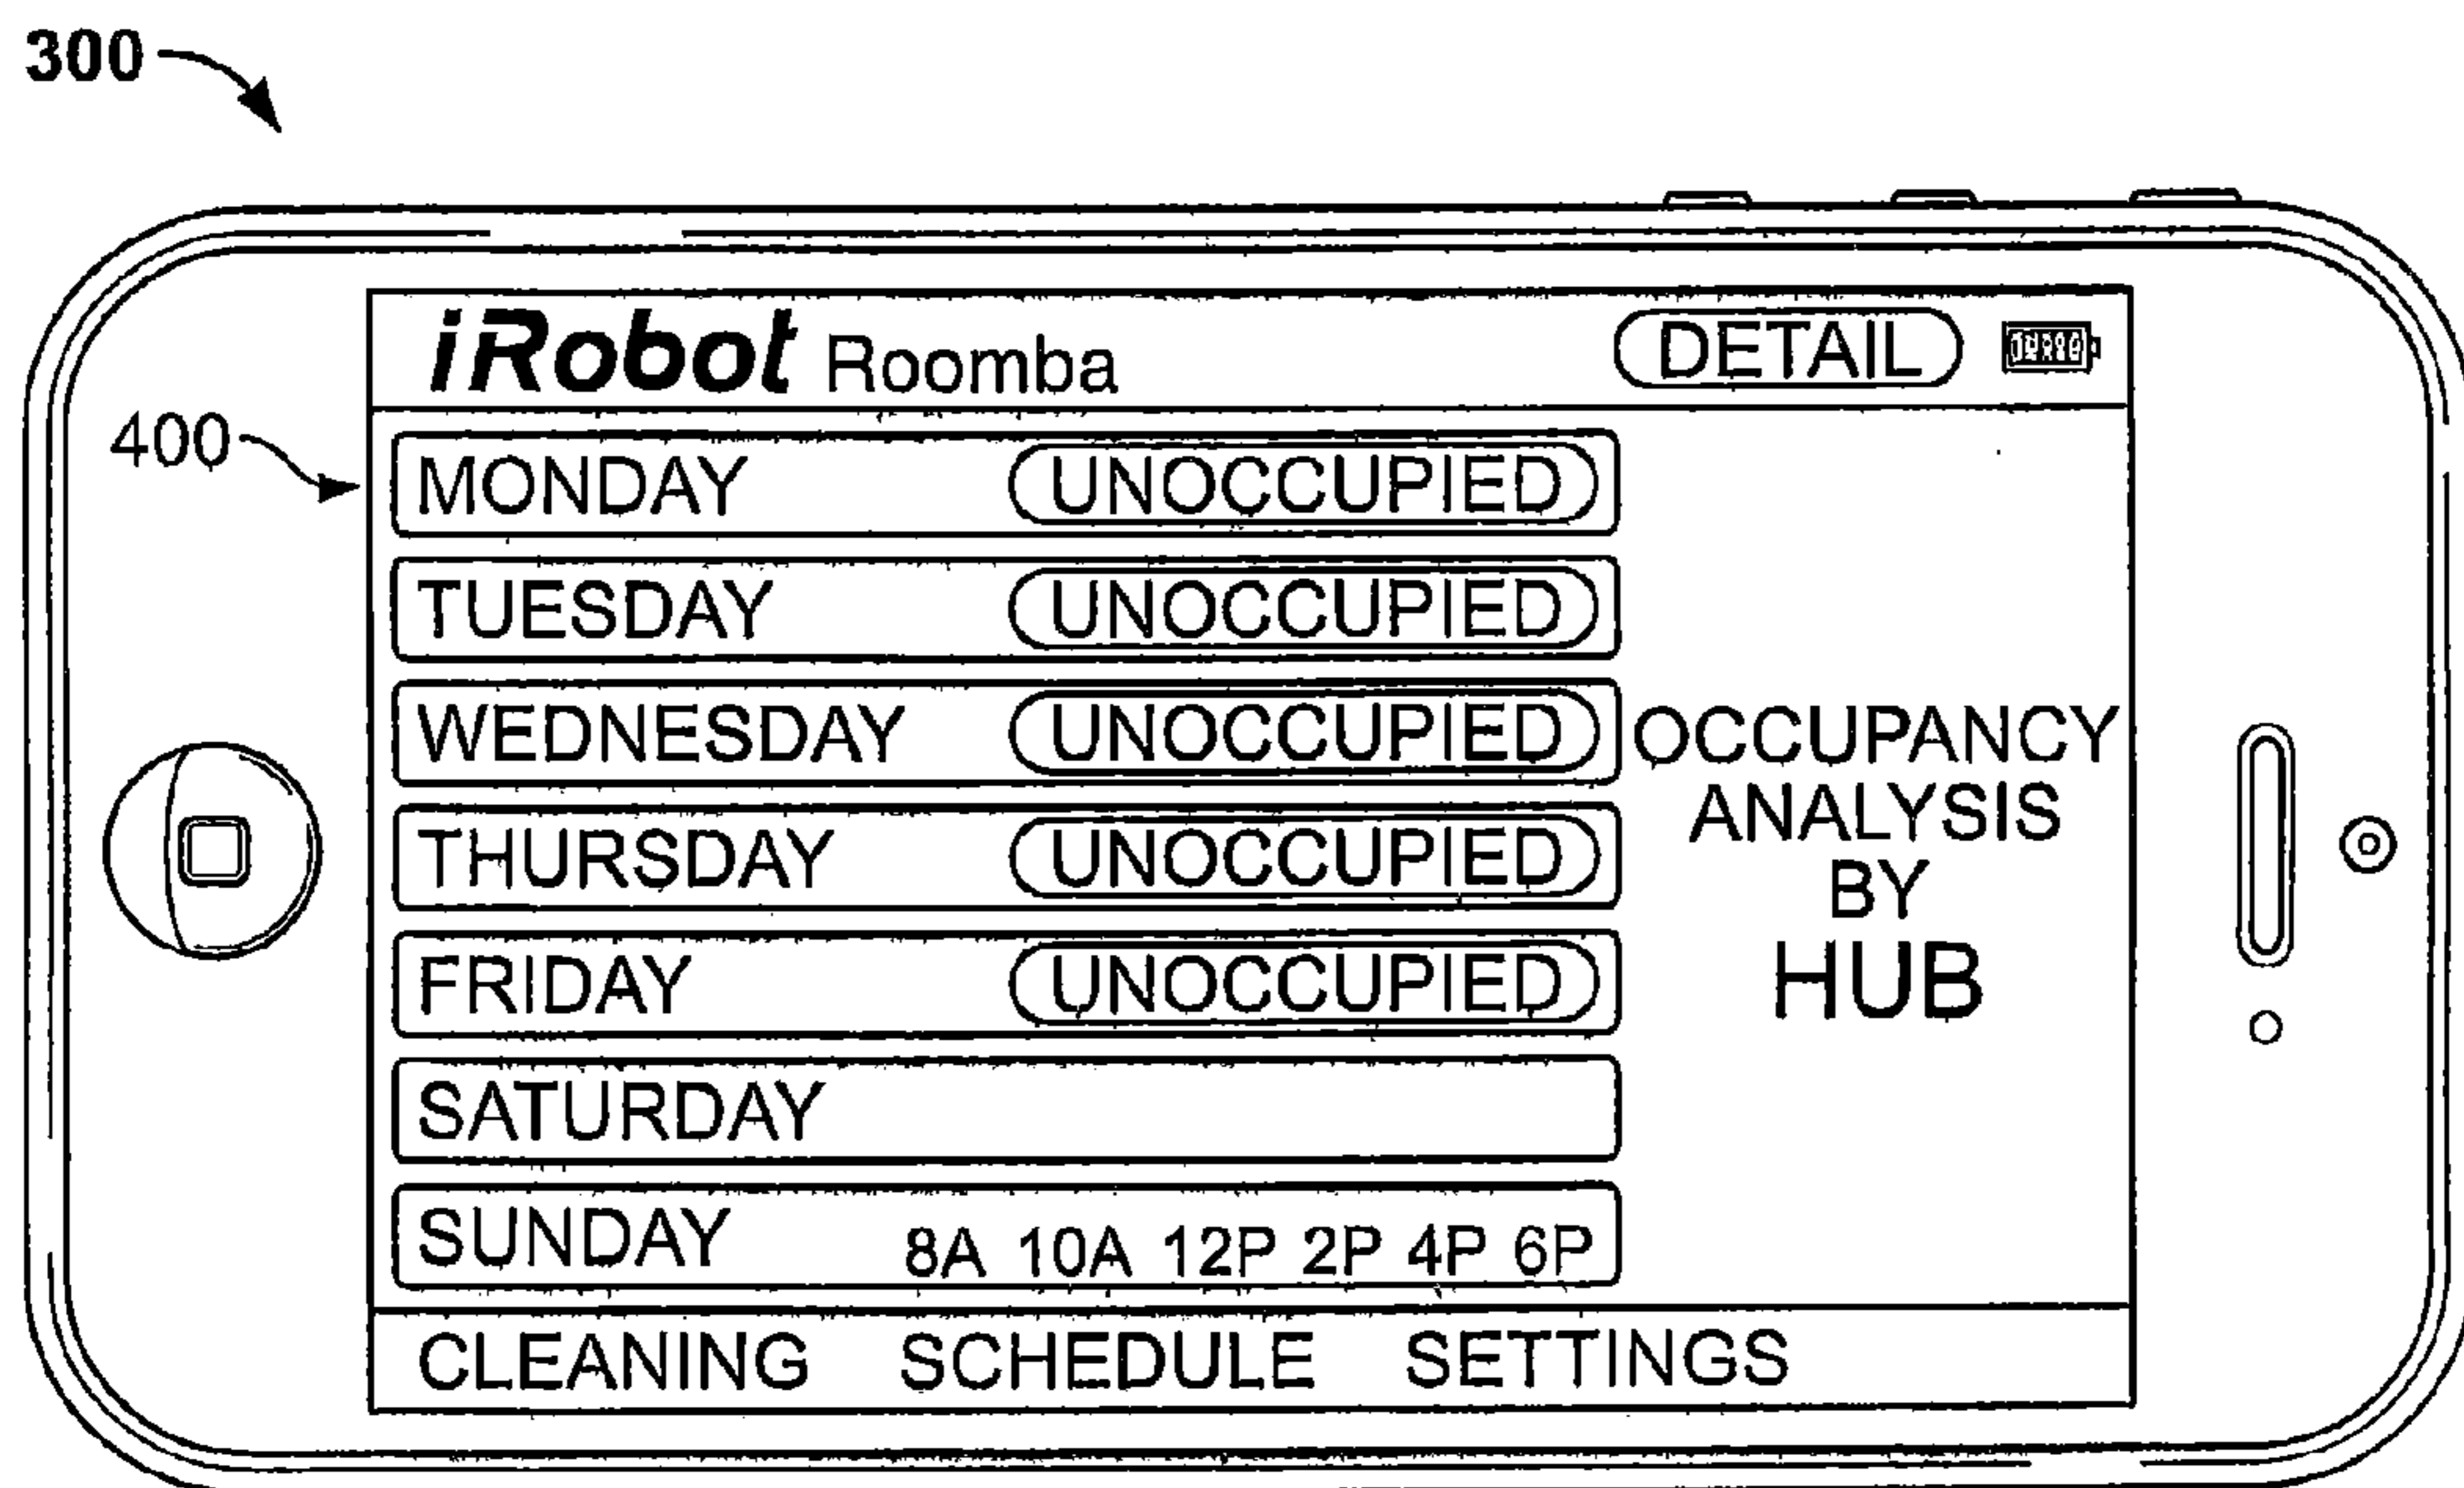 300
iRobot Roomba DETAIL
400
MONDAY UNOCCUPIED
TUESDAY UNOCCUPIED
WEDNESDAY UNOCCUPIED
THURSDAY UNOCCUPIED
FRIDAY UNOCCUPIED
SATURDAY
SUNDAY 8A 10A 12P 2P 4P 6P
OCCUPANCY
ANALYSIS
BY
HUB
CLEANING SCHEDULE SETTINGS